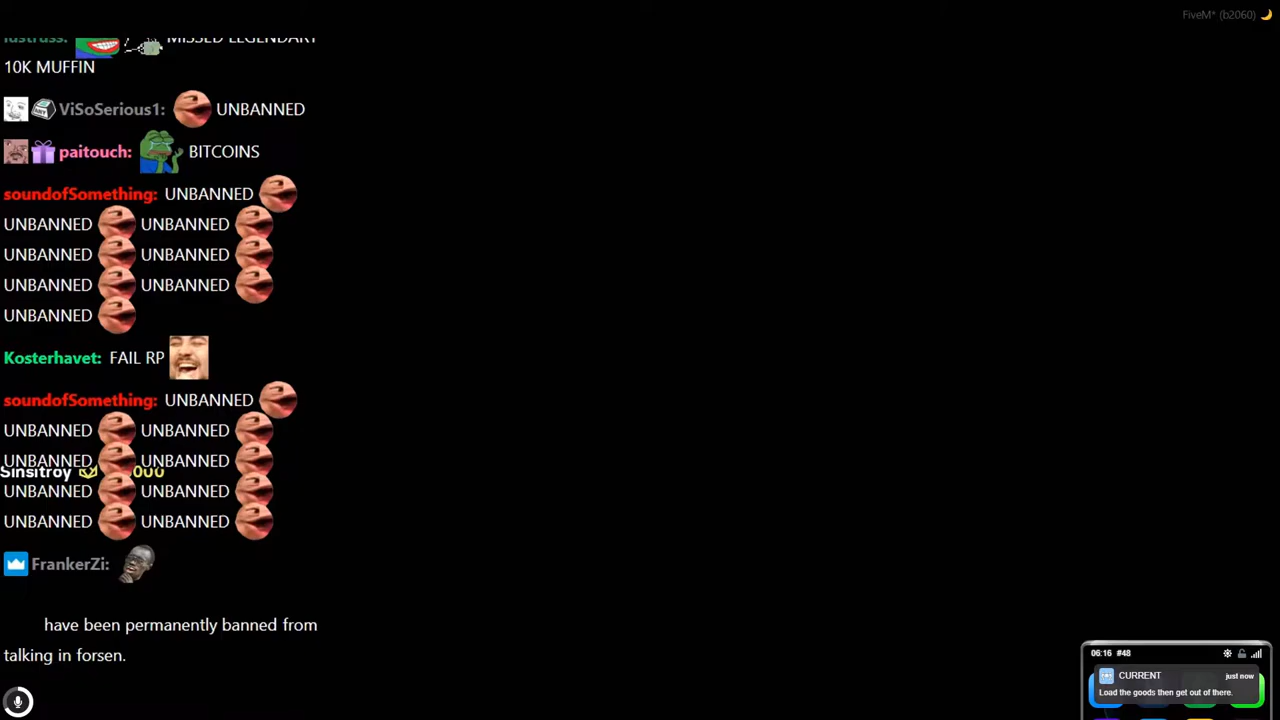 FiveM* (b2060)
MISSED LEGENDARY
10K MUFFIN
ViSoSerious1: UNBANNED
paitouch: BITCOINS
soundofSomething: UNBANNED
UNBANNED UNBANNED
UNBANNED UNBANNED
UNBANNED UNBANNED
UNBANNED
Kosterhavet: FAIL RP
soundofSomething: UNBANNED
UNBANNED UNBANNED
UNBANNED UNBANNED
Sinsitroy
UNBANNED UNBANNED
UNBANNED UNBANNED
FrankerZi:
have been permanently banned from
talking in forsen.
06:16 #48
CURRENT just now
Load the goods then get out of there.